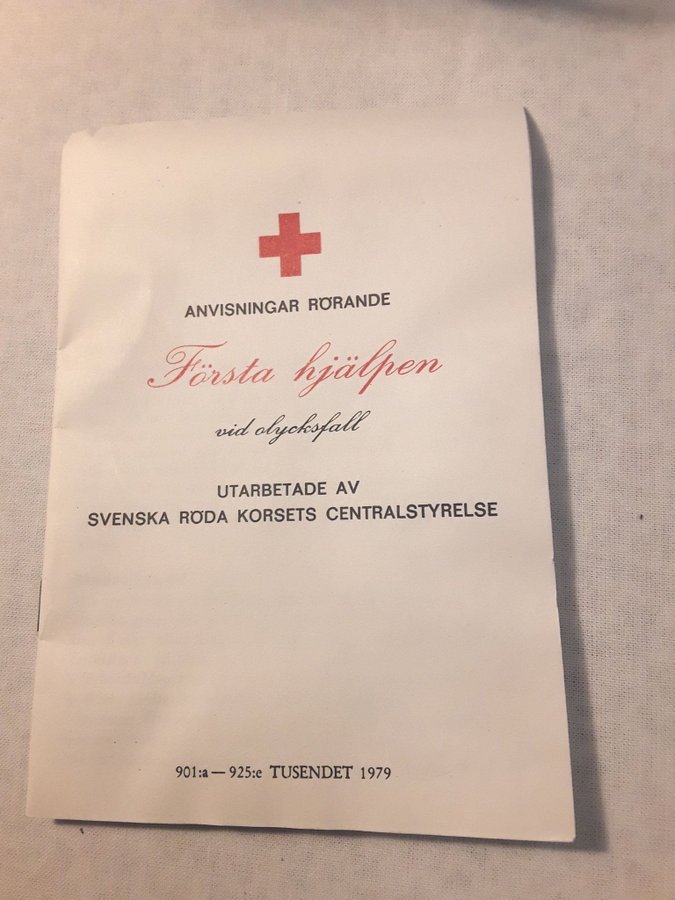 ANVISNINGAR RÖRANDE
Första hjälpen
vid olycksfall
UTARBETADE AV
SVENSKA RÖDA KORSETS CENTRALSTYRELSE
901:a — 925:e TUSENDET 1979